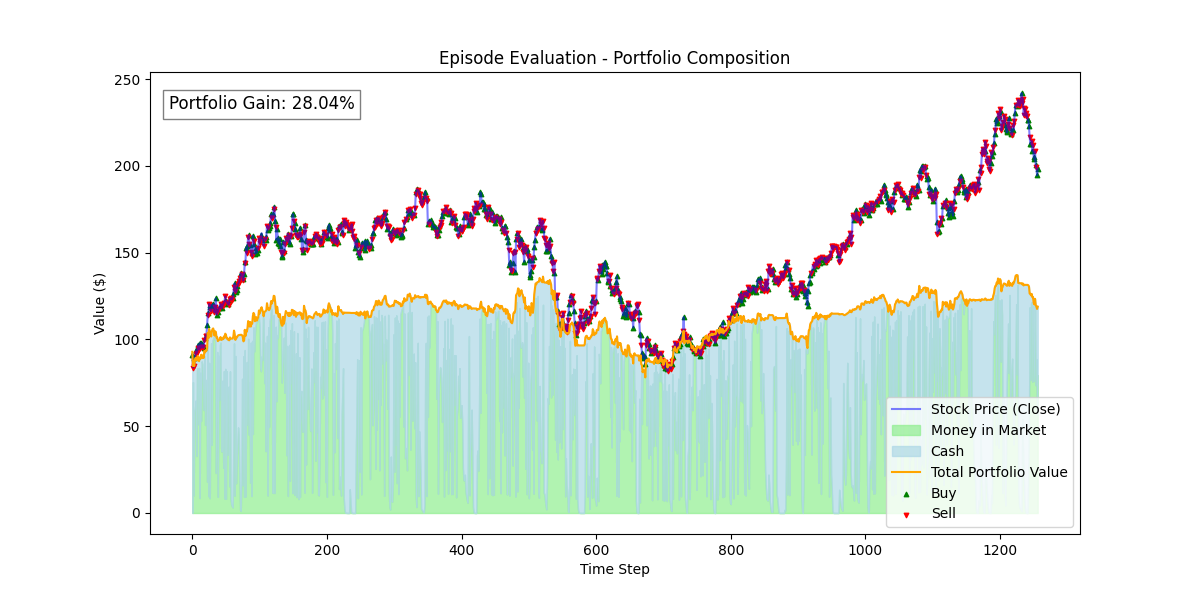 Episode Evaluation - Portfolio Composition
Portfolio Gain: 28.04%
Value ($)
250
200
150
100
50
0
0 200 400 600 800 1000 1200
Time Step
Stock Price (Close)
Money in Market
Cash
Total Portfolio Value
Buy
Sell